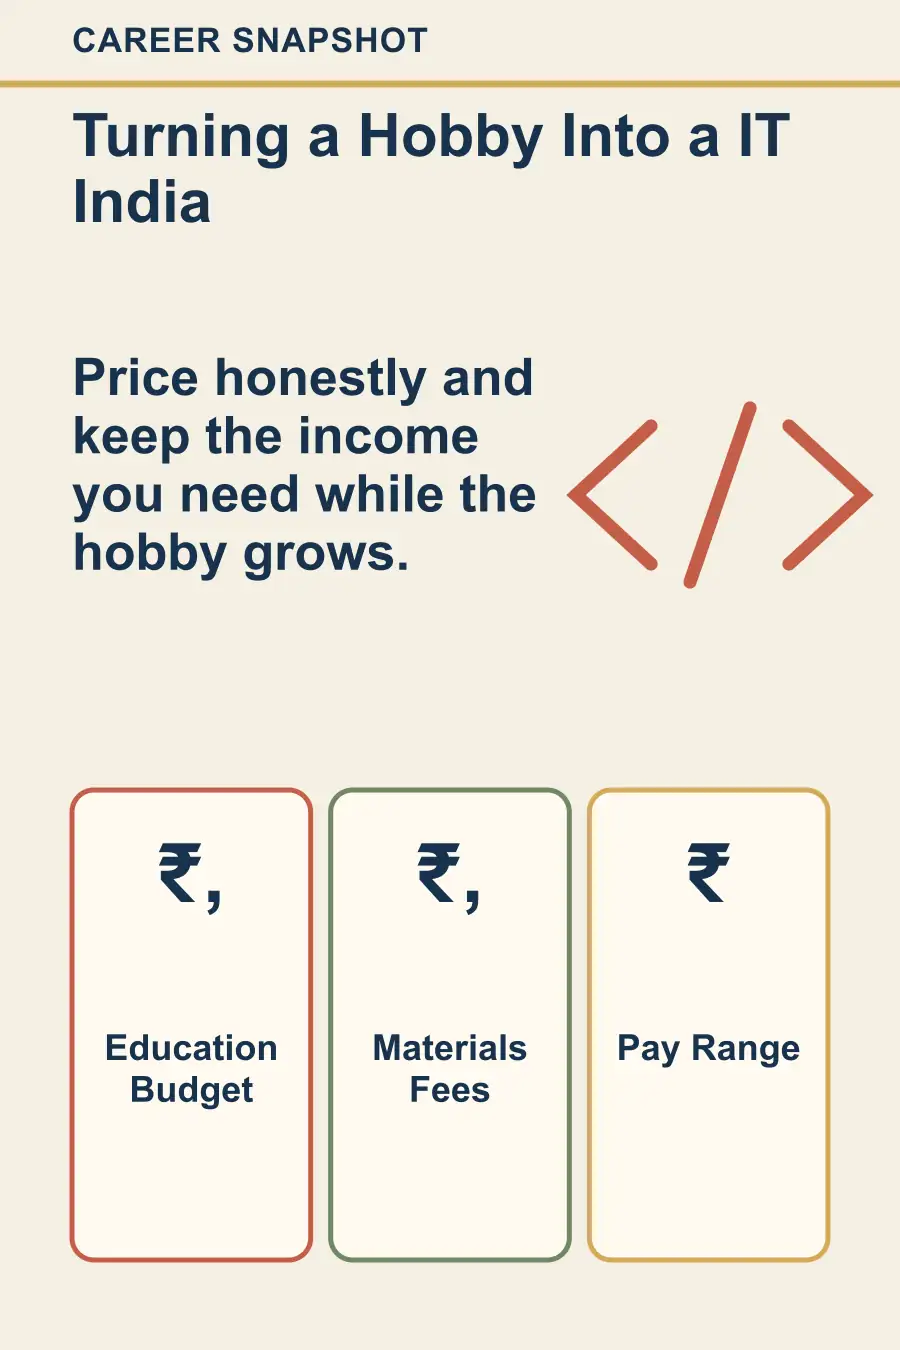 CAREER SNAPSHOT
Turning a Hobby Into a IT
India
Price honestly and
keep the income
you need while the
hobby grows.
</>
₹,
₹,
₹
Education
Budget
Materials
Fees
Pay Range